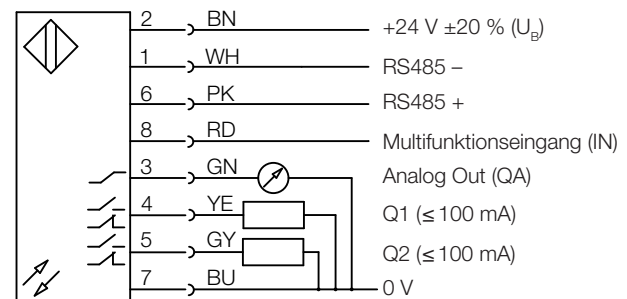 2 BN +24 V ±20 % (U_B)
1 WH RS485 –
6 PK RS485 +
8 RD Multifunktionseingang (IN)
3 GN Analog Out (QA)
4 YE Q1 (≤ 100 mA)
5 GY Q2 (≤ 100 mA)
7 BU 0 V